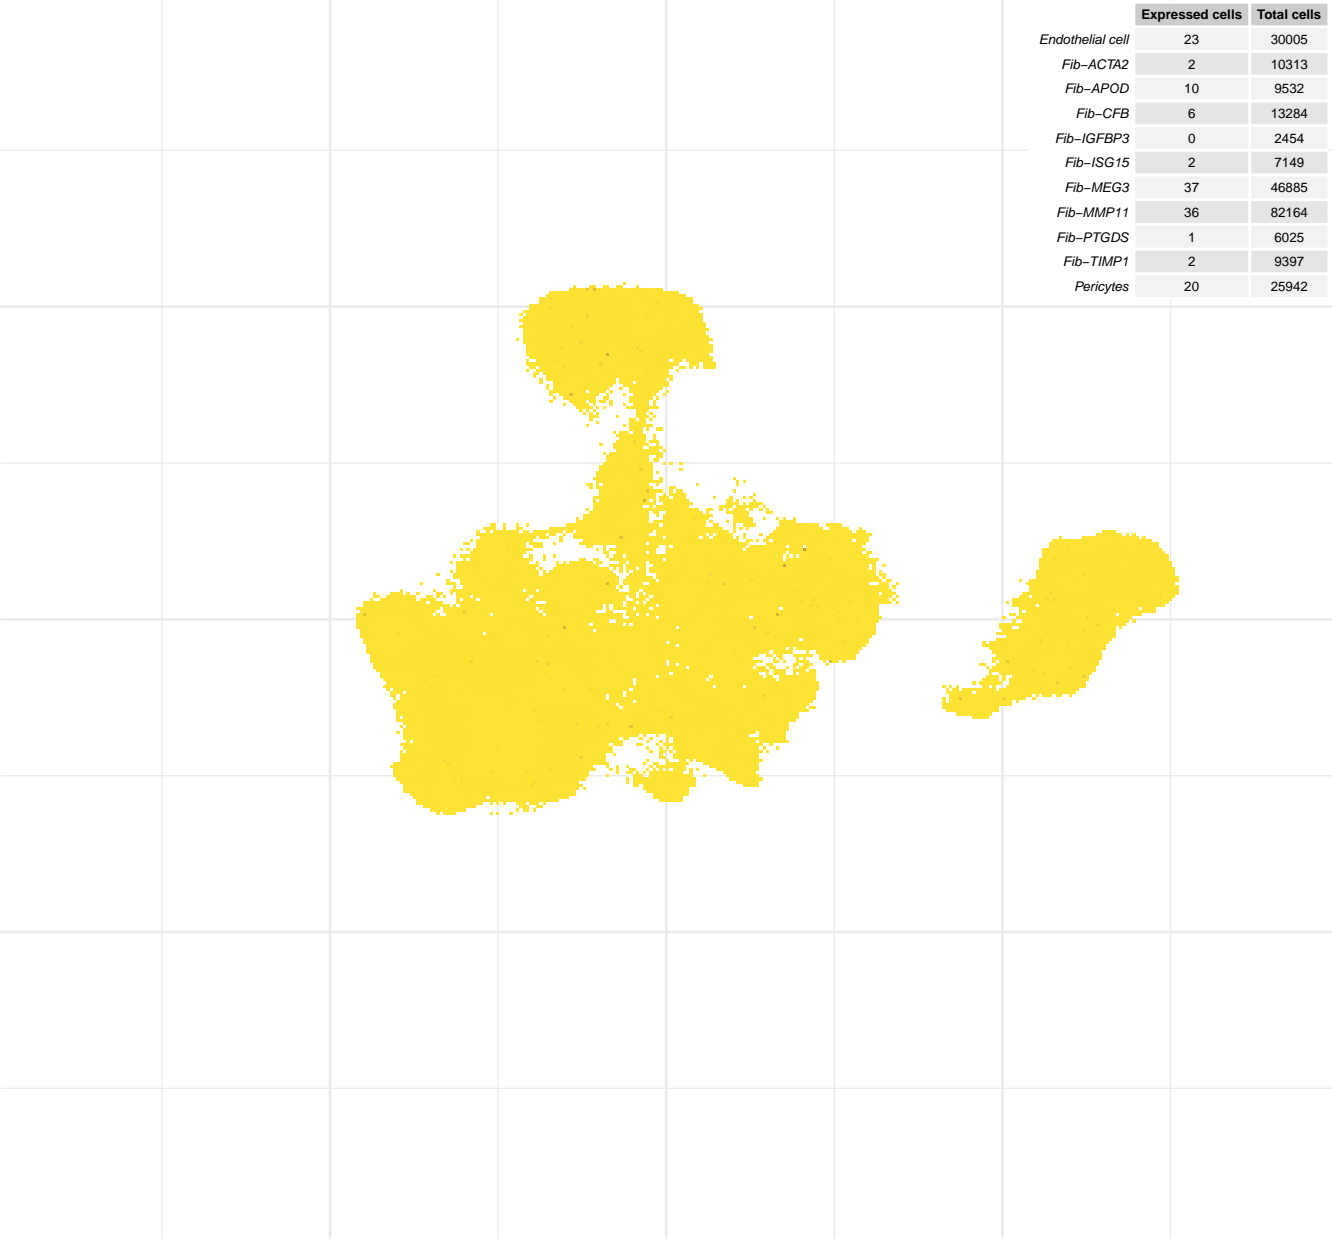 Expressed cells Total cells
Endothelial cell 23 30005
Fib−ACTA2 2 10313
Fib−APOD 10 9532
Fib−CFB 6 13284
Fib−IGFBP3 0 2454
Fib−ISG15 2 7149
Fib−MEG3 37 46885
Fib−MMP11 36 82164
Fib−PTGDS 1 6025
Fib−TIMP1 2 9397
Pericytes 20 25942